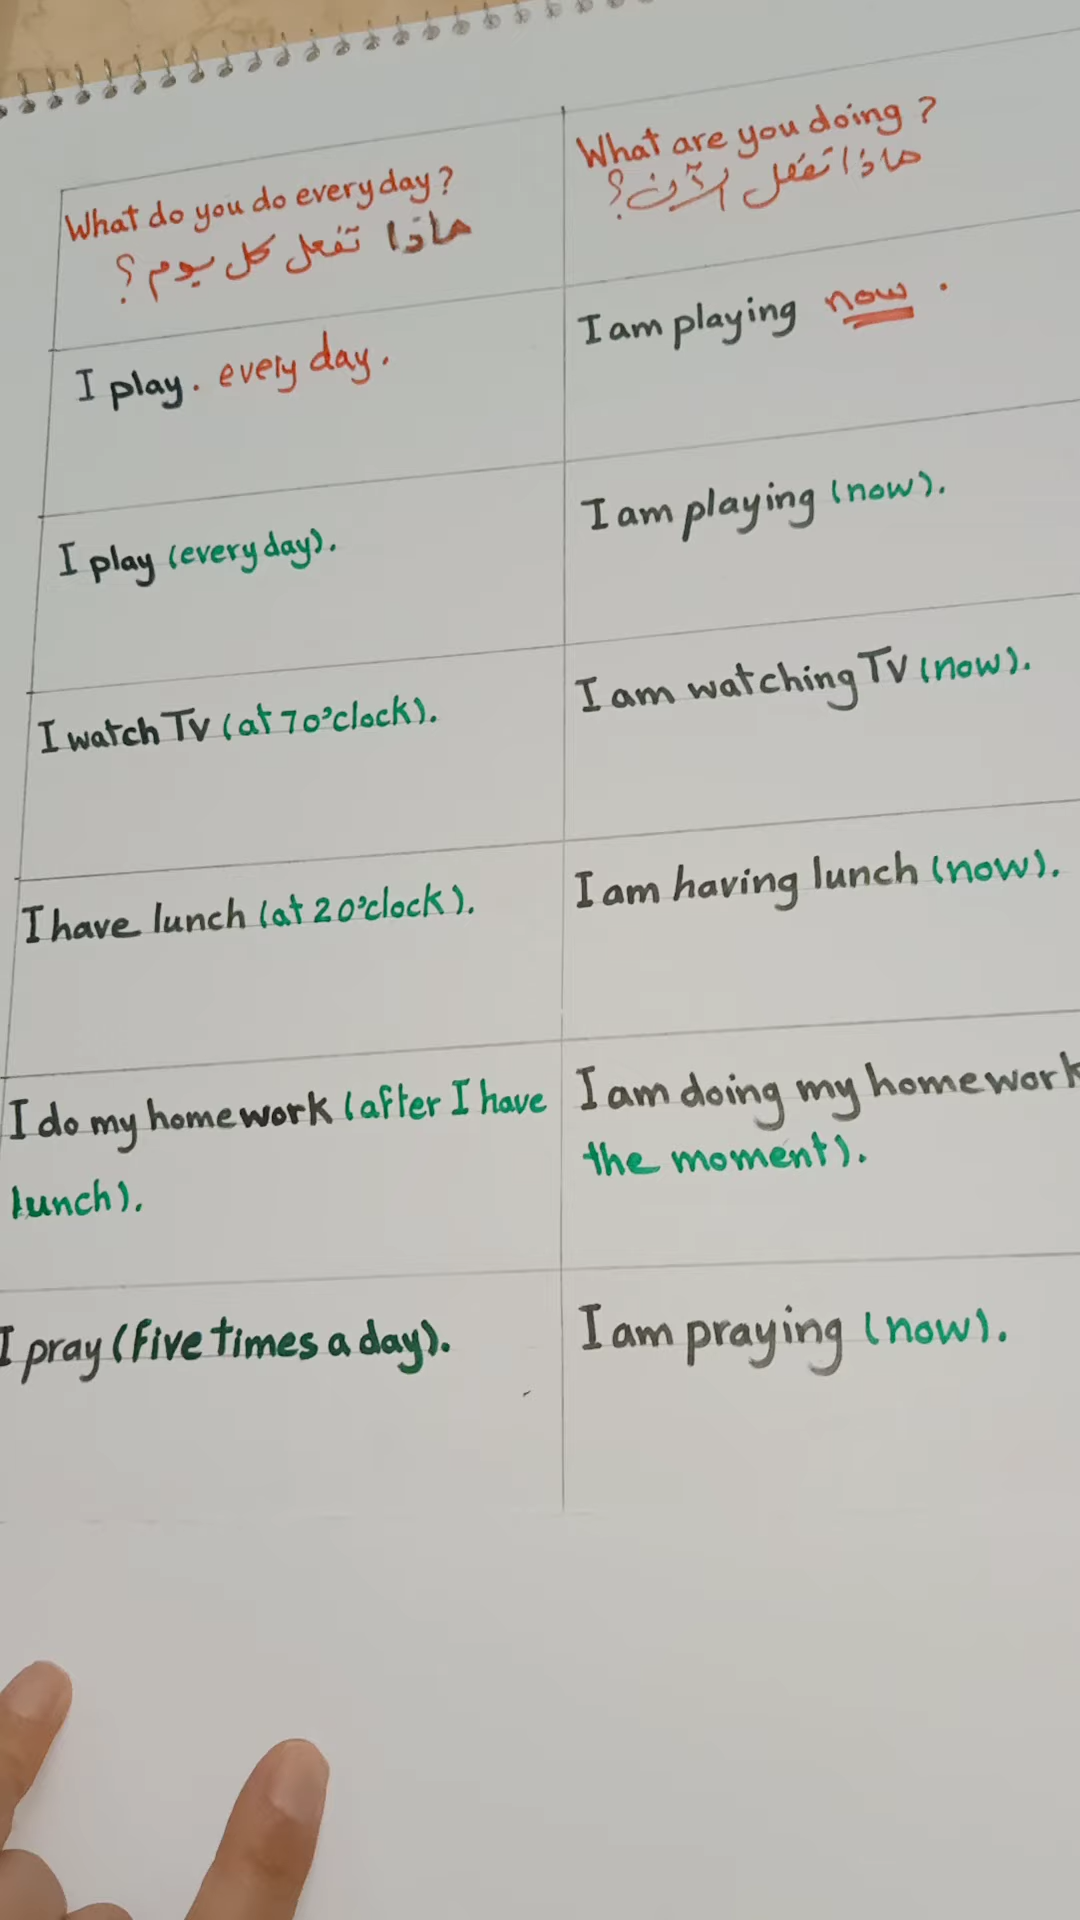 What do you do every day?
ماذا تفعل كل يوم؟
What are you doing?
ماذا تفعل الآن؟
I play. every day.
I am playing now.
I play (every day).
I am playing (now).
I watch TV (at 7 o'clock).
I am watching TV (now).
I have lunch (at 2 o'clock).
I am having lunch (now).
I do my homework (after I have
lunch).
I am doing my homework
the moment).
I pray (five times a day).
I am praying (now).